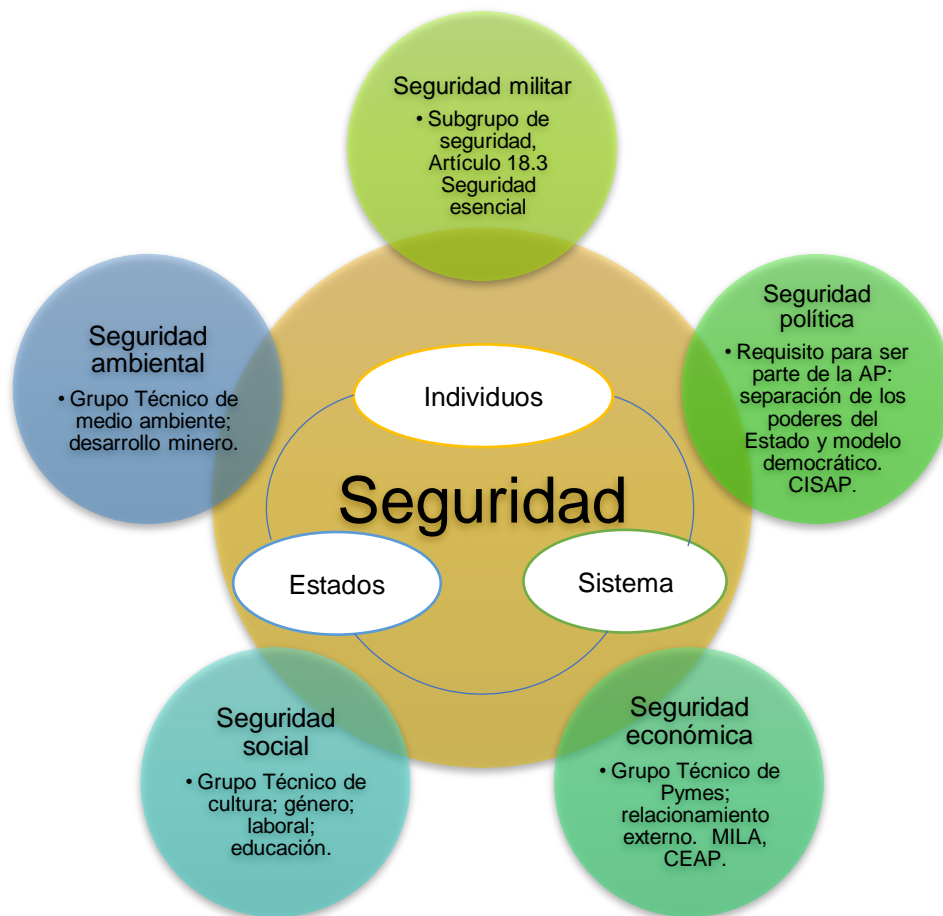 Seguridad militar
• Subgrupo de
seguridad,
Artículo 18.3
Seguridad
esencial
Seguridad
política
• Requisito para ser
parte de la AP:
separación de los
poderes del
Estado y modelo
democrático.
CISAP.
Seguridad
ambiental
• Grupo Técnico de
medio ambiente;
desarrollo minero.
Individuos
Seguridad
Estados
Sistema
Seguridad
social
• Grupo Técnico de
cultura; género;
laboral;
educación.
Seguridad
económica
• Grupo Técnico de
Pymes;
relacionamiento
externo. MILA,
CEAP.